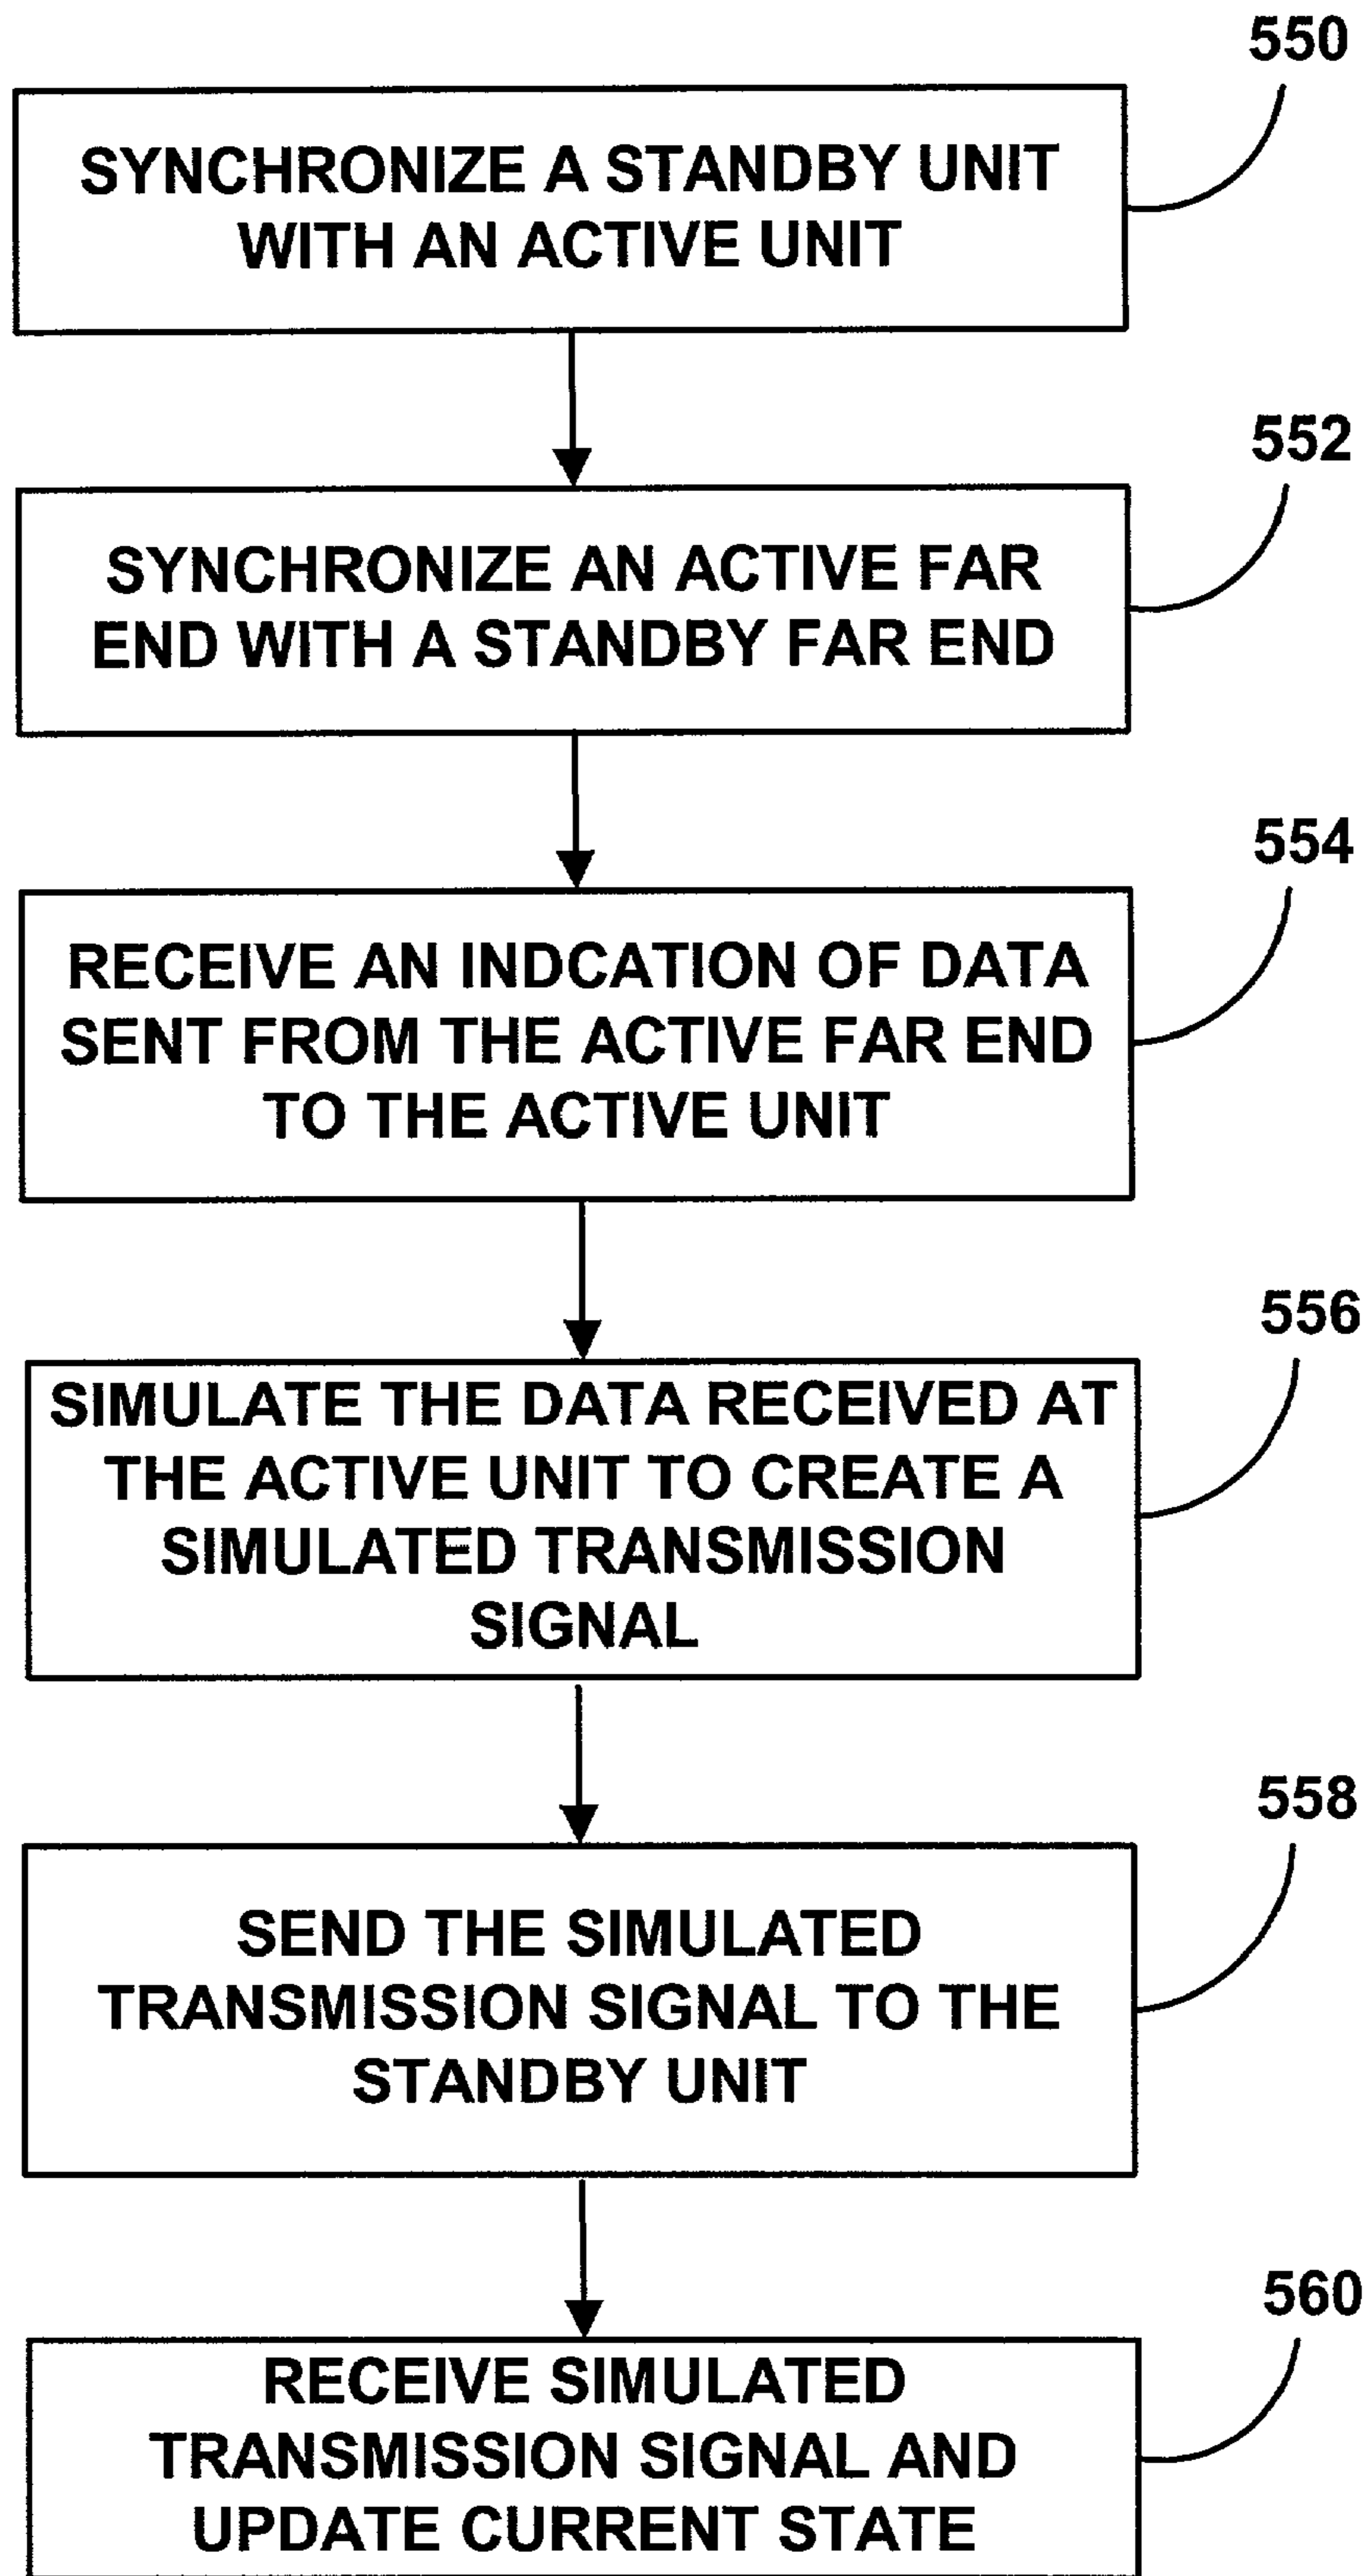 550
SYNCHRONIZE A STANDBY UNIT
WITH AN ACTIVE UNIT
552
SYNCHRONIZE AN ACTIVE FAR
END WITH A STANDBY FAR END
554
RECEIVE AN INDCATION OF DATA
SENT FROM THE ACTIVE FAR END
TO THE ACTIVE UNIT
556
SIMULATE THE DATA RECEIVED AT
THE ACTIVE UNIT TO CREATE A
SIMULATED TRANSMISSION
SIGNAL
558
SEND THE SIMULATED
TRANSMISSION SIGNAL TO THE
STANDBY UNIT
560
RECEIVE SIMULATED
TRANSMISSION SIGNAL AND
UPDATE CURRENT STATE